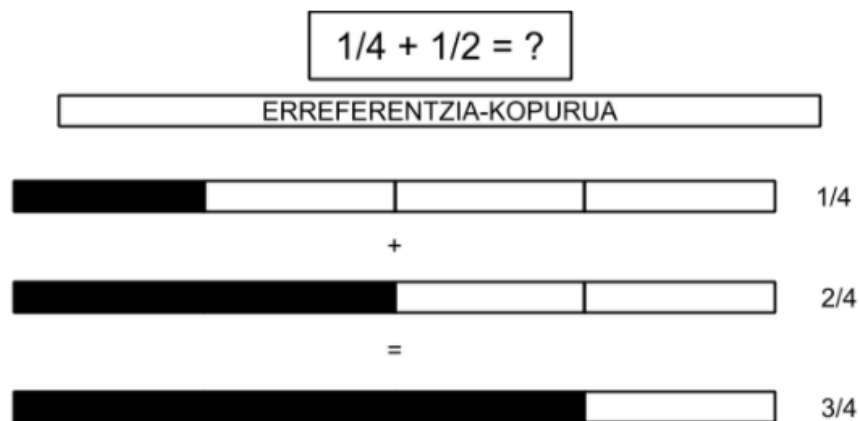 1/4 + 1/2 = ?
ERREFERENTZIA-KOPURUA
1/4
+
2/4
=
3/4